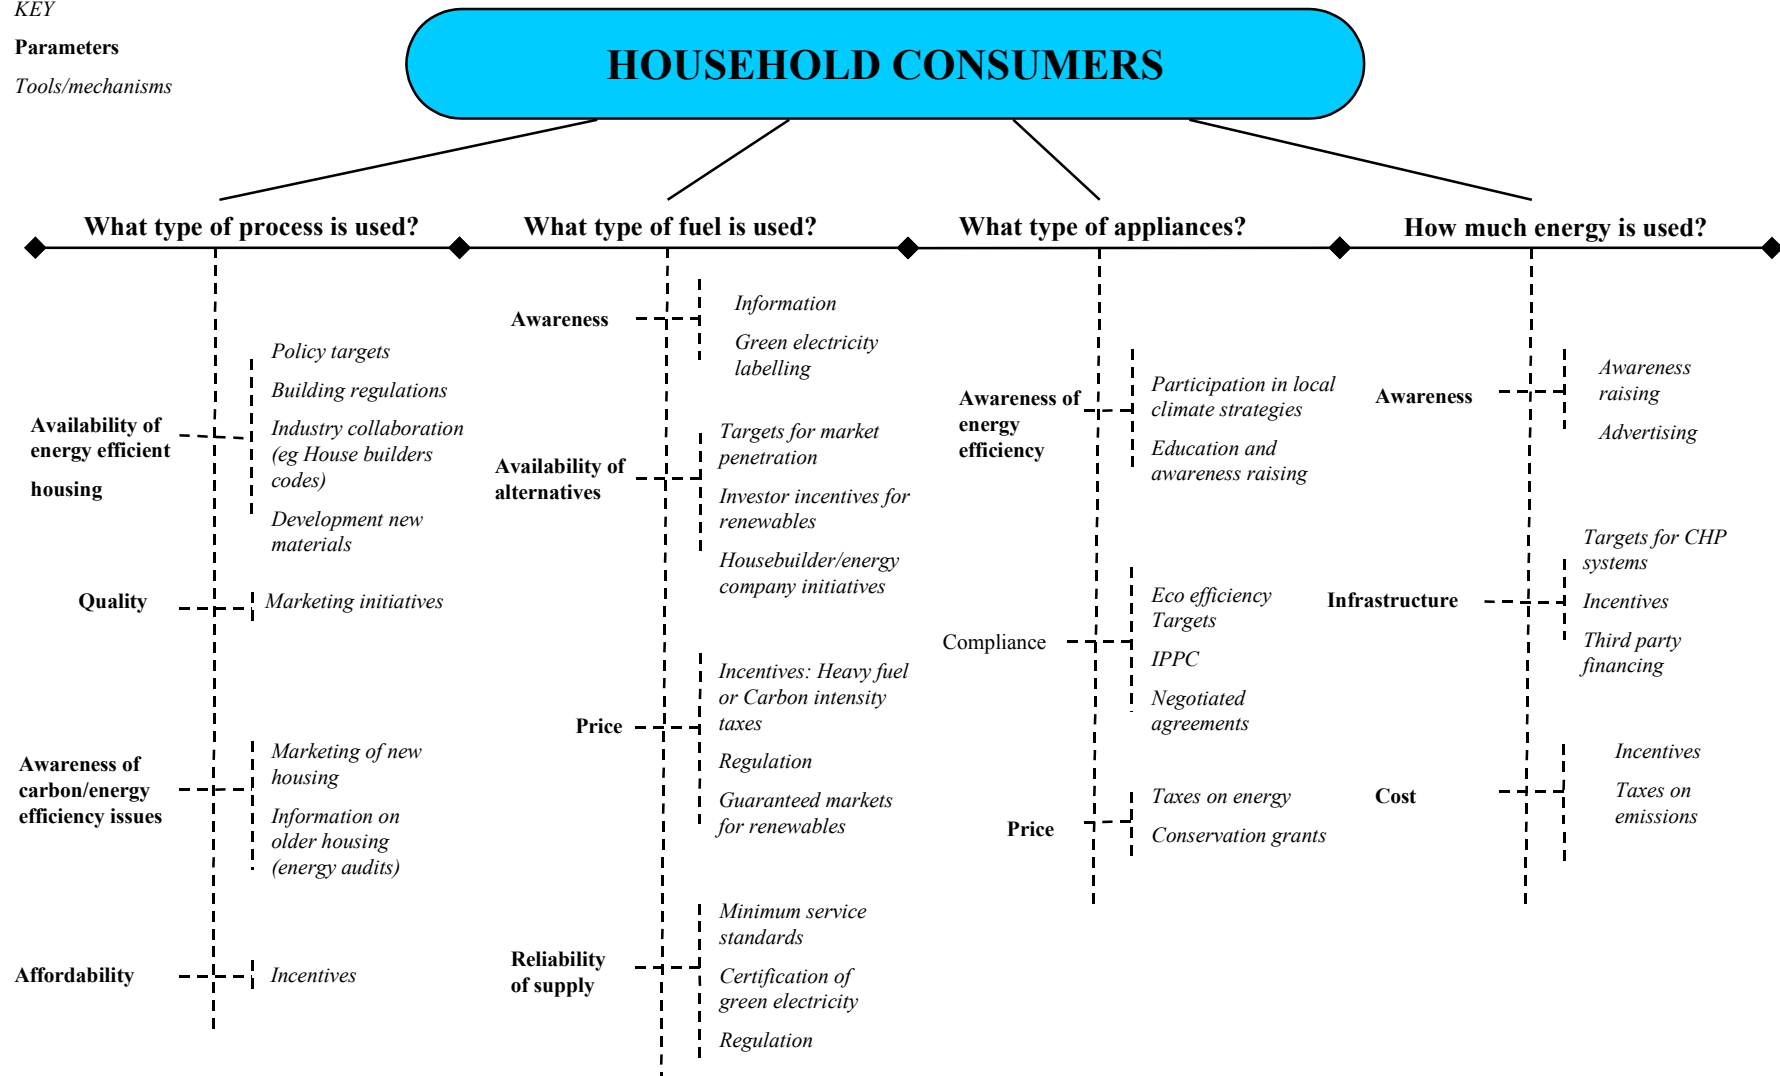 KEY
Parameters
Tools/mechanisms
HOUSEHOLD CONSUMERS
What type of process is used?
Availability of
energy efficient
housing
Policy targets
Building regulations
Industry collaboration
(eg House builders
codes)
Development new
materials
Quality
Marketing initiatives
Awareness of
carbon/energy
efficiency issues
Marketing of new
housing
Information on
older housing
(energy audits)
Affordability
Incentives
What type of fuel is used?
Awareness
Information
Green electricity
labelling
Availability of
alternatives
Targets for market
penetration
Investor incentives for
renewables
Housebuilder/energy
company initiatives
Price
Incentives: Heavy fuel
or Carbon intensity
taxes
Regulation
Guaranteed markets
for renewables
Reliability
of supply
Minimum service
standards
Certification of
green electricity
Regulation
What type of appliances?
Awareness of
energy
efficiency
Participation in local
climate strategies
Education and
awareness raising
Compliance
Eco efficiency
Targets
IPPC
Negotiated
agreements
Price
Taxes on energy
Conservation grants
How much energy is used?
Awareness
Awareness
raising
Advertising
Infrastructure
Targets for CHP
systems
Incentives
Third party
financing
Cost
Incentives
Taxes on
emissions